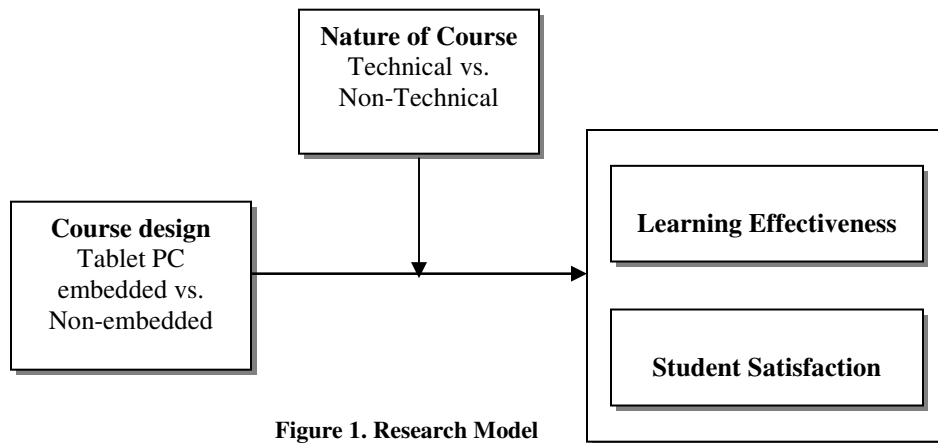 Nature of Course
Technical vs.
Non-Technical
Course design
Tablet PC
embedded vs.
Non-embedded
Learning Effectiveness
Student Satisfaction
Figure 1. Research Model